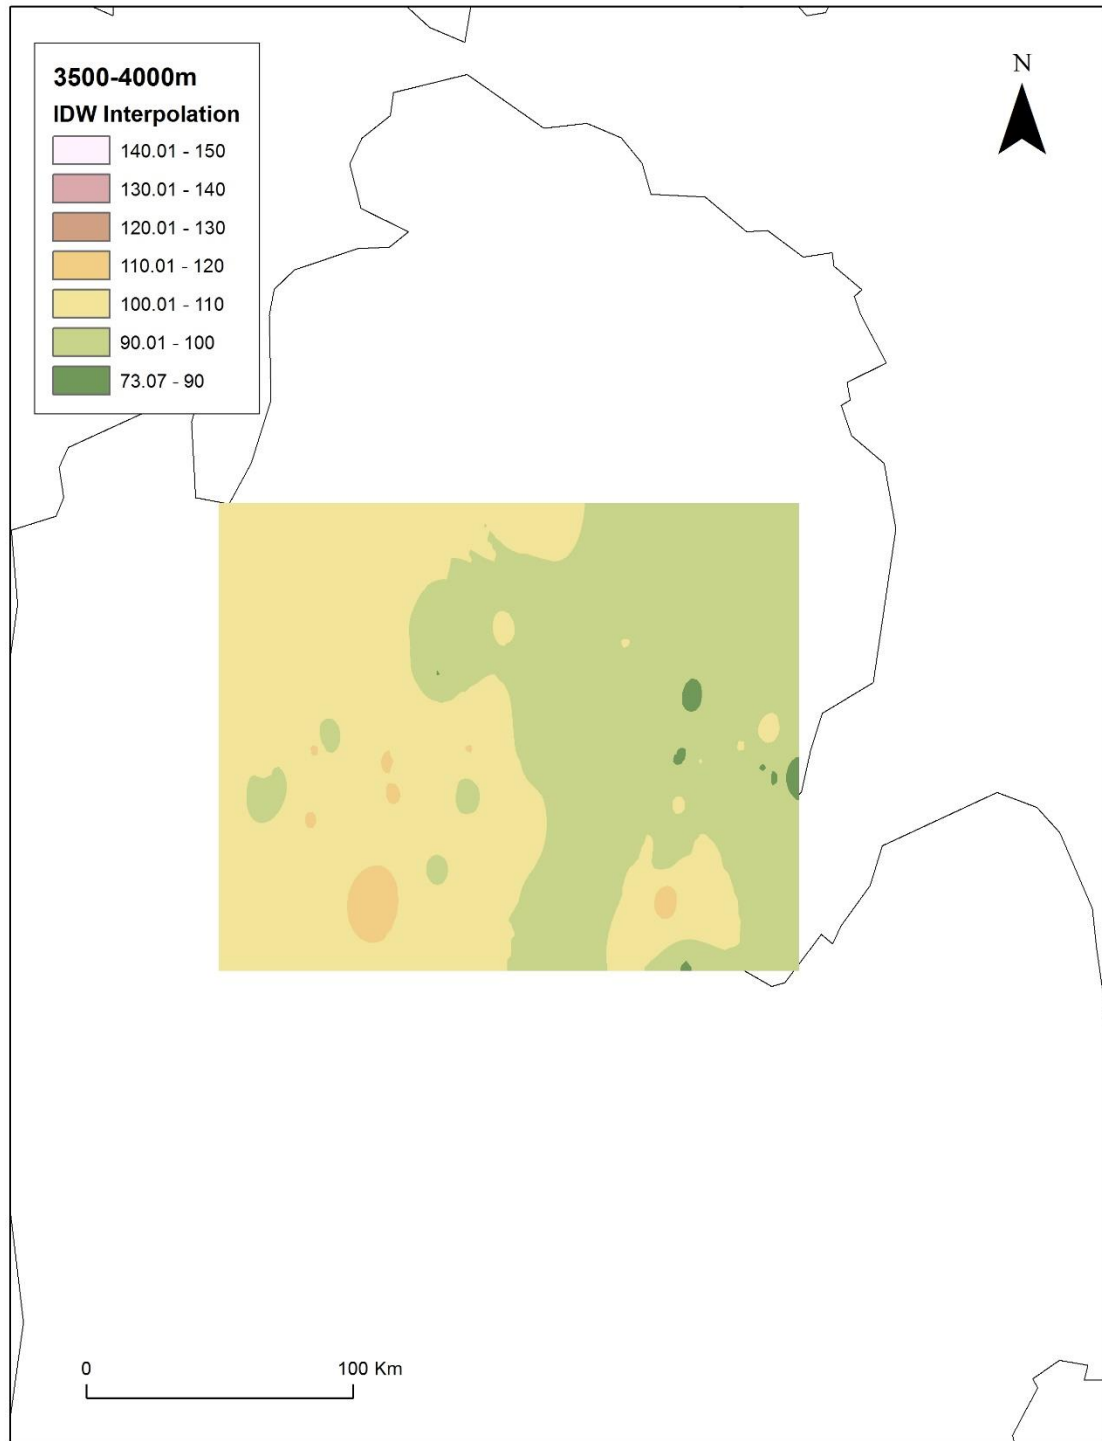 3500-4000m
IDW Interpolation
140.01 - 150
130.01 - 140
120.01 - 130
110.01 - 120
100.01 - 110
90.01 - 100
73.07 - 90
N
0 100 Km